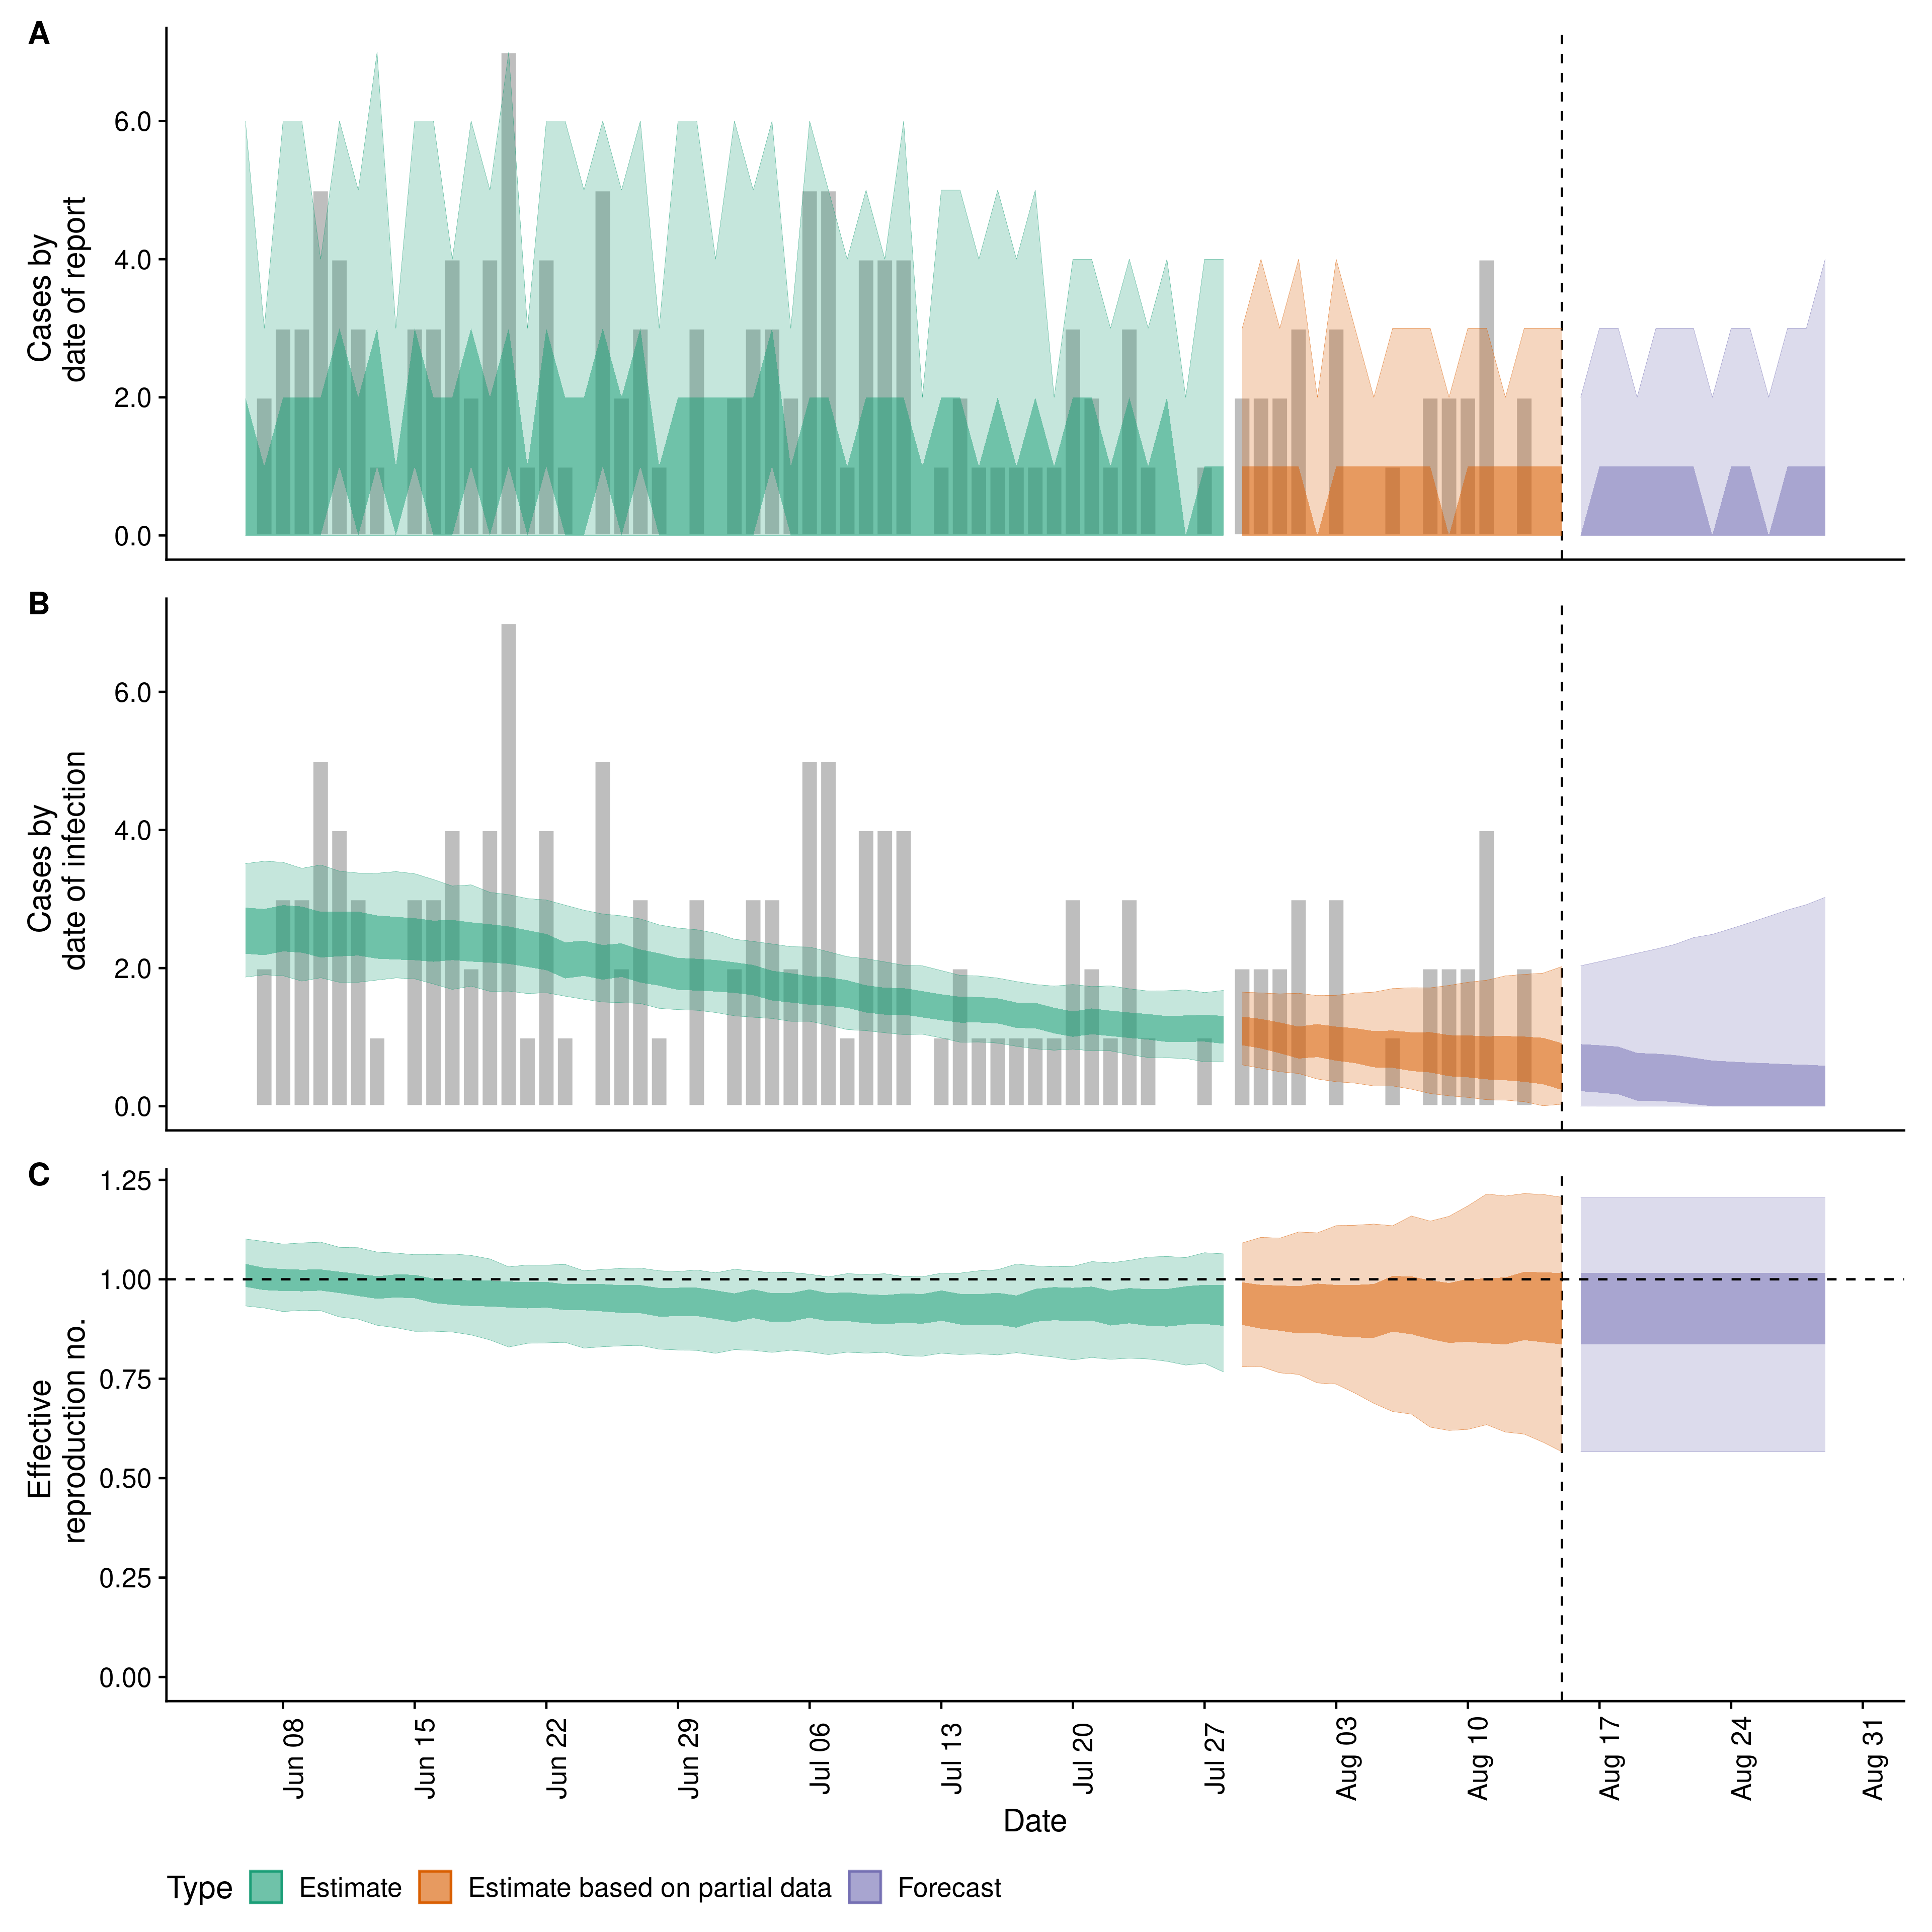 A
Cases by
date of report
6.0
4.0
2.0
0.0
B
Cases by
date of infection
6.0
4.0
2.0
0.0
C
Effective
reproduction no.
1.25
1.00
0.75
0.50
0.25
0.00
Jun 08
Jun 15
Jun 22
Jun 29
Jul 06
Jul 13
Jul 20
Jul 27
Aug 03
Aug 10
Aug 17
Aug 24
Aug 31
Date
Type Estimate Estimate based on partial data Forecast